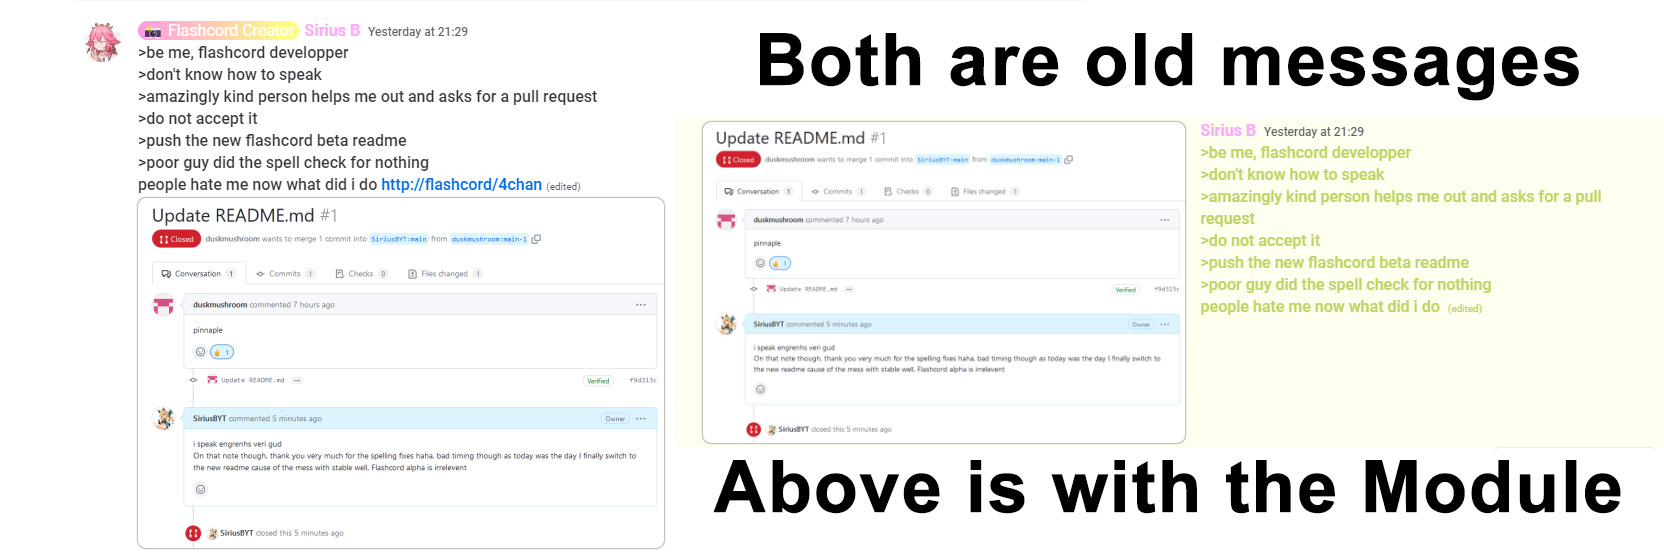 Flashcord Creator Sirius B Yesterday at 21:29
>be me, flashcord developper
>don't know how to speak
>amazingly kind person helps me out and asks for a pull request
>do not accept it
>push the new flashcord beta readme
>poor guy did the spell check for nothing
people hate me now what did i do http://flashcord/4chan (edited)
Update README.md #1
Closed duskmushroom wants to merge 1 commit into SiriusBYT:main from duskmushroom:main-1
Conversation 1 Commits 1 Checks 0 Files changed 1
duskmushroom commented 7 hours ago
pinnaple
1
Update README.md
Verified f9d313c
SiriusBYT commented 5 minutes ago Owner
i speak engrenhs veri gud
On that note though, thank you very much for the spelling fixes haha, bad timing though as today was the day I finally switch to
the new readme cause of the mess with stable well, Flashcord alpha is irrelevent
SiriusBYT closed this 5 minutes ago
Both are old messages
Update README.md #1
Closed duskmushroom wants to merge 1 commit into SiriusBYT:main from duskmushroom:main-1
Conversation 1 Commits 1 Checks 0 Files changed 1
duskmushroom commented 7 hours ago
pinnaple
1
Update README.md
Verified f9d313c
SiriusBYT commented 5 minutes ago Owner
i speak engrenhs veri gud
On that note though, thank you very much for the spelling fixes haha, bad timing though as today was the day I finally switch to
the new readme cause of the mess with stable well, Flashcord alpha is irrelevent
SiriusBYT closed this 5 minutes ago
Sirius B Yesterday at 21:29
>be me, flashcord developper
>don't know how to speak
>amazingly kind person helps me out and asks for a pull
request
>do not accept it
>push the new flashcord beta readme
>poor guy did the spell check for nothing
people hate me now what did i do (edited)
Above is with the Module